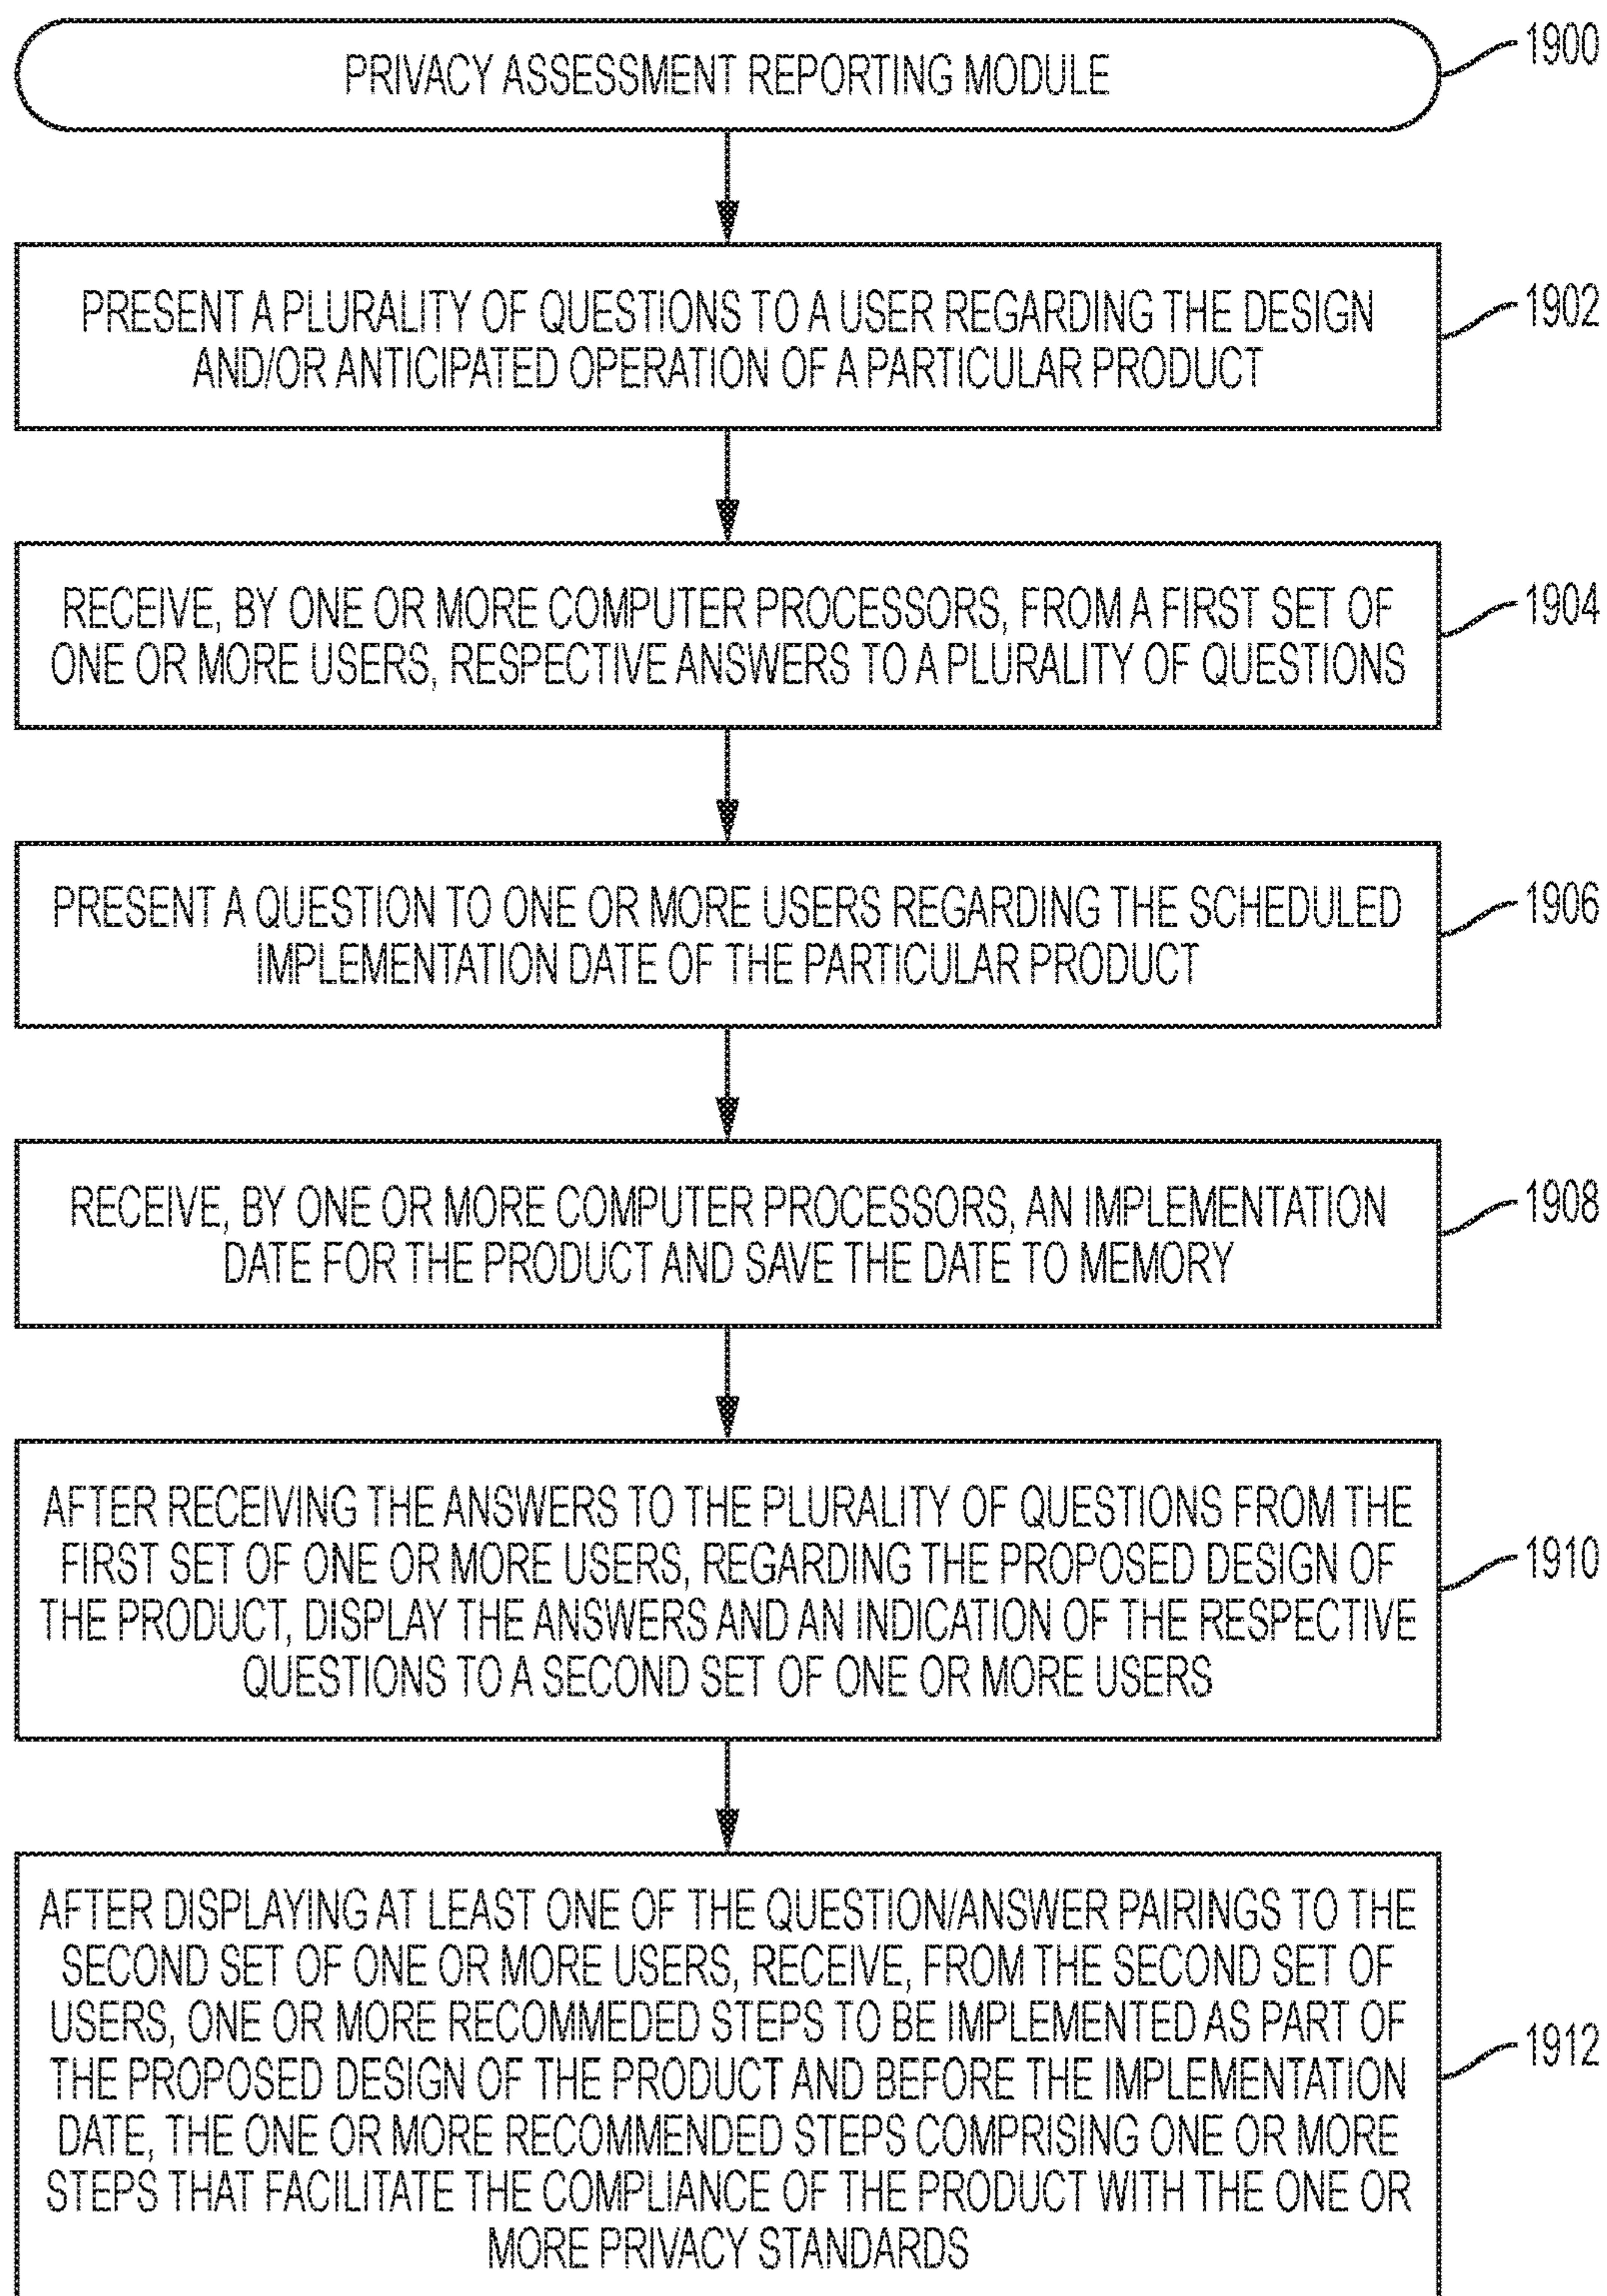 PRIVACY ASSESSMENT REPORTING MODULE
1900
PRESENT A PLURALITY OF QUESTIONS TO A USER REGARDING THE DESIGN
AND/OR ANTICIPATED OPERATION OF A PARTICULAR PRODUCT
1902
RECEIVE, BY ONE OR MORE COMPUTER PROCESSORS, FROM A FIRST SET OF
ONE OR MORE USERS, RESPECTIVE ANSWERS TO A PLURALITY OF QUESTIONS
1904
PRESENT A QUESTION TO ONE OR MORE USERS REGARDING THE SCHEDULED
IMPLEMENTATION DATE OF THE PARTICULAR PRODUCT
1906
RECEIVE, BY ONE OR MORE COMPUTER PROCESSORS, AN IMPLEMENTATION
DATE FOR THE PRODUCT AND SAVE THE DATE TO MEMORY
1908
AFTER RECEIVING THE ANSWERS TO THE PLURALITY OF QUESTIONS FROM THE
FIRST SET OF ONE OR MORE USERS, REGARDING THE PROPOSED DESIGN OF
THE PRODUCT, DISPLAY THE ANSWERS AND AN INDICATION OF THE RESPECTIVE
QUESTIONS TO A SECOND SET OF ONE OR MORE USERS
1910
AFTER DISPLAYING AT LEAST ONE OF THE QUESTION/ANSWER PAIRINGS TO THE
SECOND SET OF ONE OR MORE USERS, RECEIVE, FROM THE SECOND SET OF
USERS, ONE OR MORE RECOMMEDED STEPS TO BE IMPLEMENTED AS PART OF
THE PROPOSED DESIGN OF THE PRODUCT AND BEFORE THE IMPLEMENTATION
DATE, THE ONE OR MORE RECOMMENDED STEPS COMPRISING ONE OR MORE
STEPS THAT FACILITATE THE COMPLIANCE OF THE PRODUCT WITH THE ONE OR
MORE PRIVACY STANDARDS
1912